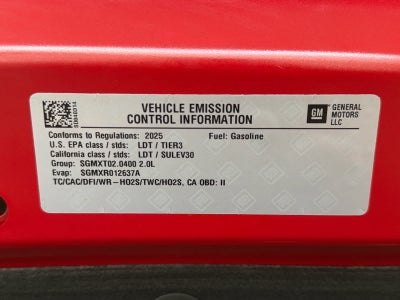 VEHICLE EMISSION
CONTROL INFORMATION
GM
GENERAL
MOTORS
LLC
Conforms to Regulations: 2025 Fuel: Gasoline
U.S. EPA class / stds: LDT / TIER3
California class / stds: LDT / SULEV30
Group: SGMXT02.0400 2.0L
Evap: SGMXR012637A
TC/CAC/DFI/WR-HO2S/TWC/HO2S, CA OBD: II